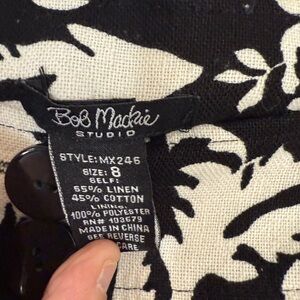 Bob Mackie
STUDIO
STYLE:MX246
SIZE: 8
SELF:
55% LINEN
45% COTTON
LINING:
100% POLYESTER
RN# 103679
MADE IN CHINA
SEE REVERSE
CARE